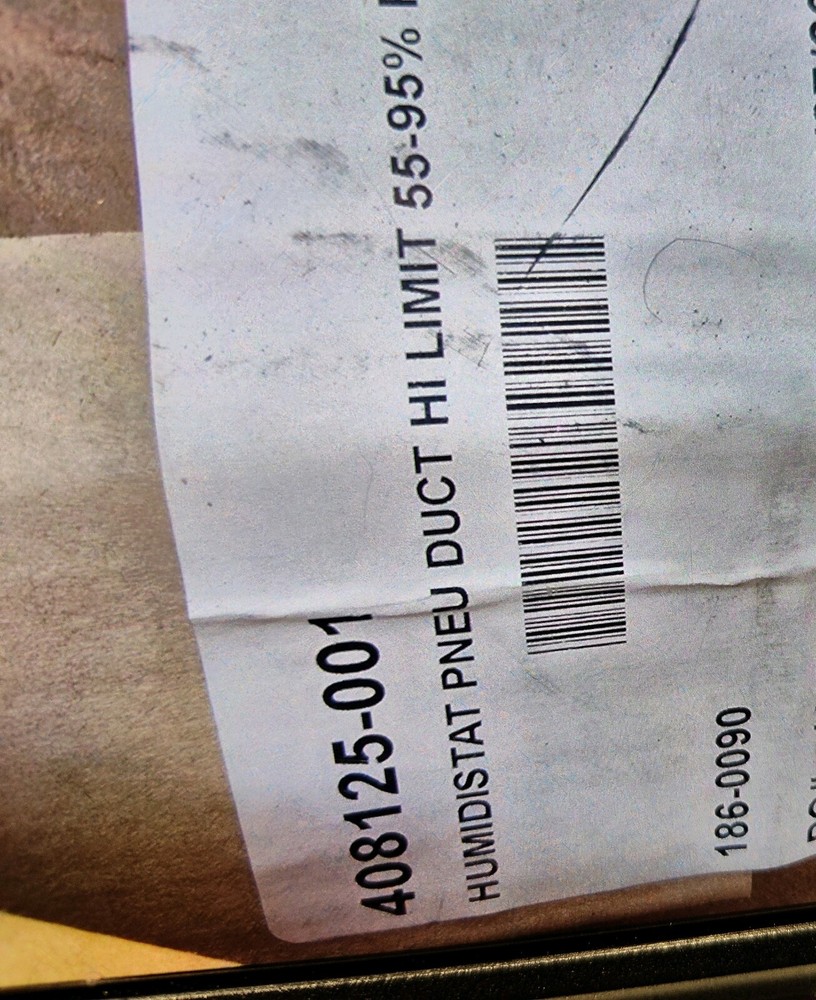 408125-001
HUMIDISTAT PNEU DUCT HI LIMIT 55-95%
186-0090